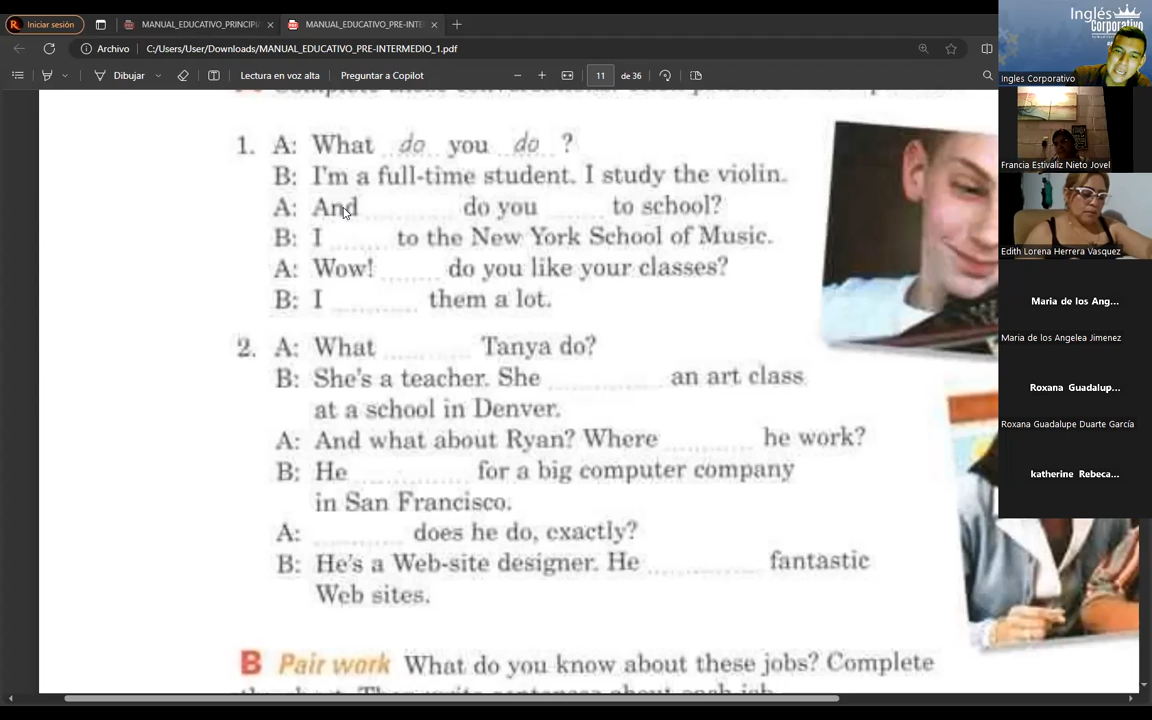 Iniciar sesión
MANUAL_EDUCATIVO_PRINCIPI
MANUAL_EDUCATIVO_PRE-INTE
Archivo
C:/Users/User/Downloads/MANUAL_EDUCATIVO_PRE-INTERMEDIO_1.pdf
Dibujar
Lectura en voz alta
Preguntar a Copilot
11 de 36
1. A: What do you do ?
B: I'm a full-time student. I study the violin.
A: And do you to school?
B: I to the New York School of Music.
A: Wow! do you like your classes?
B: I them a lot.
2. A: What Tanya do?
B: She's a teacher. She an art class
at a school in Denver.
A: And what about Ryan? Where he work?
B: He for a big computer company
in San Francisco.
A: does he do, exactly?
B: He's a Web-site designer. He fantastic
Web sites.
B Pair work What do you know about these jobs? Complete
Inglés
Corporativo
Ingles Corporativo
Francia Estivaliz Nieto Jovel
Edith Lorena Herrera Vasquez
Maria de los Ang...
Maria de los Angelea Jimenez
Roxana Guadalup...
Roxana Guadalupe Duarte García
katherine Rebeca...